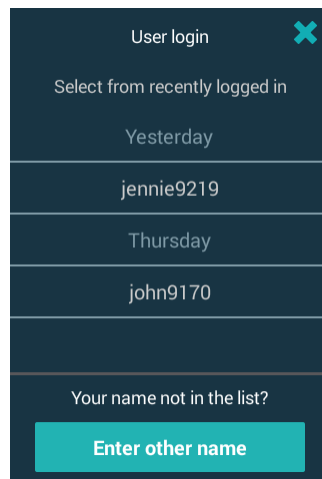 User login
Select from recently logged in
Yesterday
jennie9219
Thursday
john9170
Your name not in the list?
Enter other name